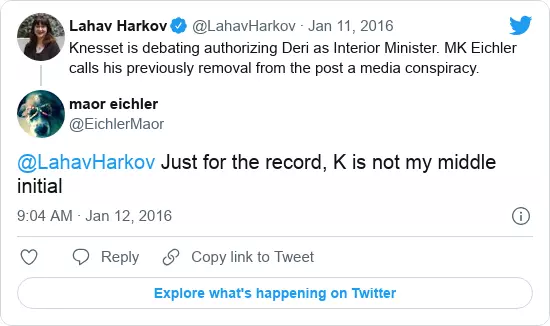 Lahav Harkov @LahavHarkov · Jan 11, 2016
Knesset is debating authorizing Deri as Interior Minister. MK Eichler
calls his previously removal from the post a media conspiracy.
maor eichler
@EichlerMaor
@LahavHarkov Just for the record, K is not my middle
initial
9:04 AM · Jan 12, 2016
Reply Copy link to Tweet
Explore what's happening on Twitter